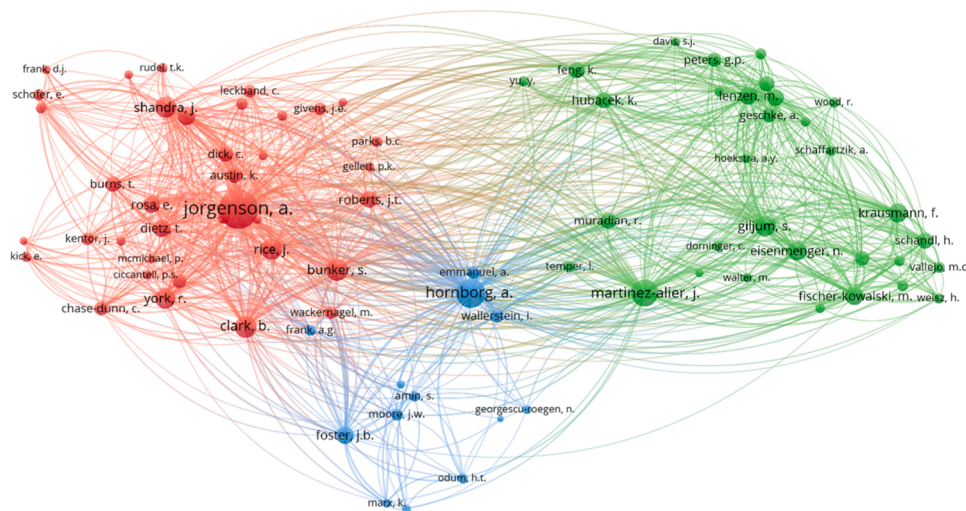 frank, d.j.
rudel, t.k.
schofer, e.
shandra, j.
leckband, c.
givens, j.e.
dick, c.
austin, k.
parks, b.c.
gellert, p.k.
burns, t.
rosa, e.
jorgenson, a.
roberts, j.t.
dietz, t.
kentor, j.
kick, e.
mcmichael, p.
rice, j.
ciccantell, p.s.
bunker, s.
chase-dunn, c.
york, r.
wackernagel, m.
clark, b.
frank, a.g.
emmanuel, a.
hornborg, a.
wallerstein, i.
amin, s.
moore, j.w.
foster, j.b.
georgescu-roegen, n.
odum, h.t.
marx, k.
davis, s.j.
feng, k.
peters, g.p.
yu, y.
hubacek, k.
lenzen, m.
wood, r.
geschke, a.
schaffartzik, a.
hoekstra, a.y.
muradian, r.
giljum, s.
krausmann, f.
dorninger, c.
eisenmenger, n.
schandl, h.
temper, l.
walter, m.
vallejo, m.c
martinez-alier, j.
fischer-kowalski, m.
weisz, h.